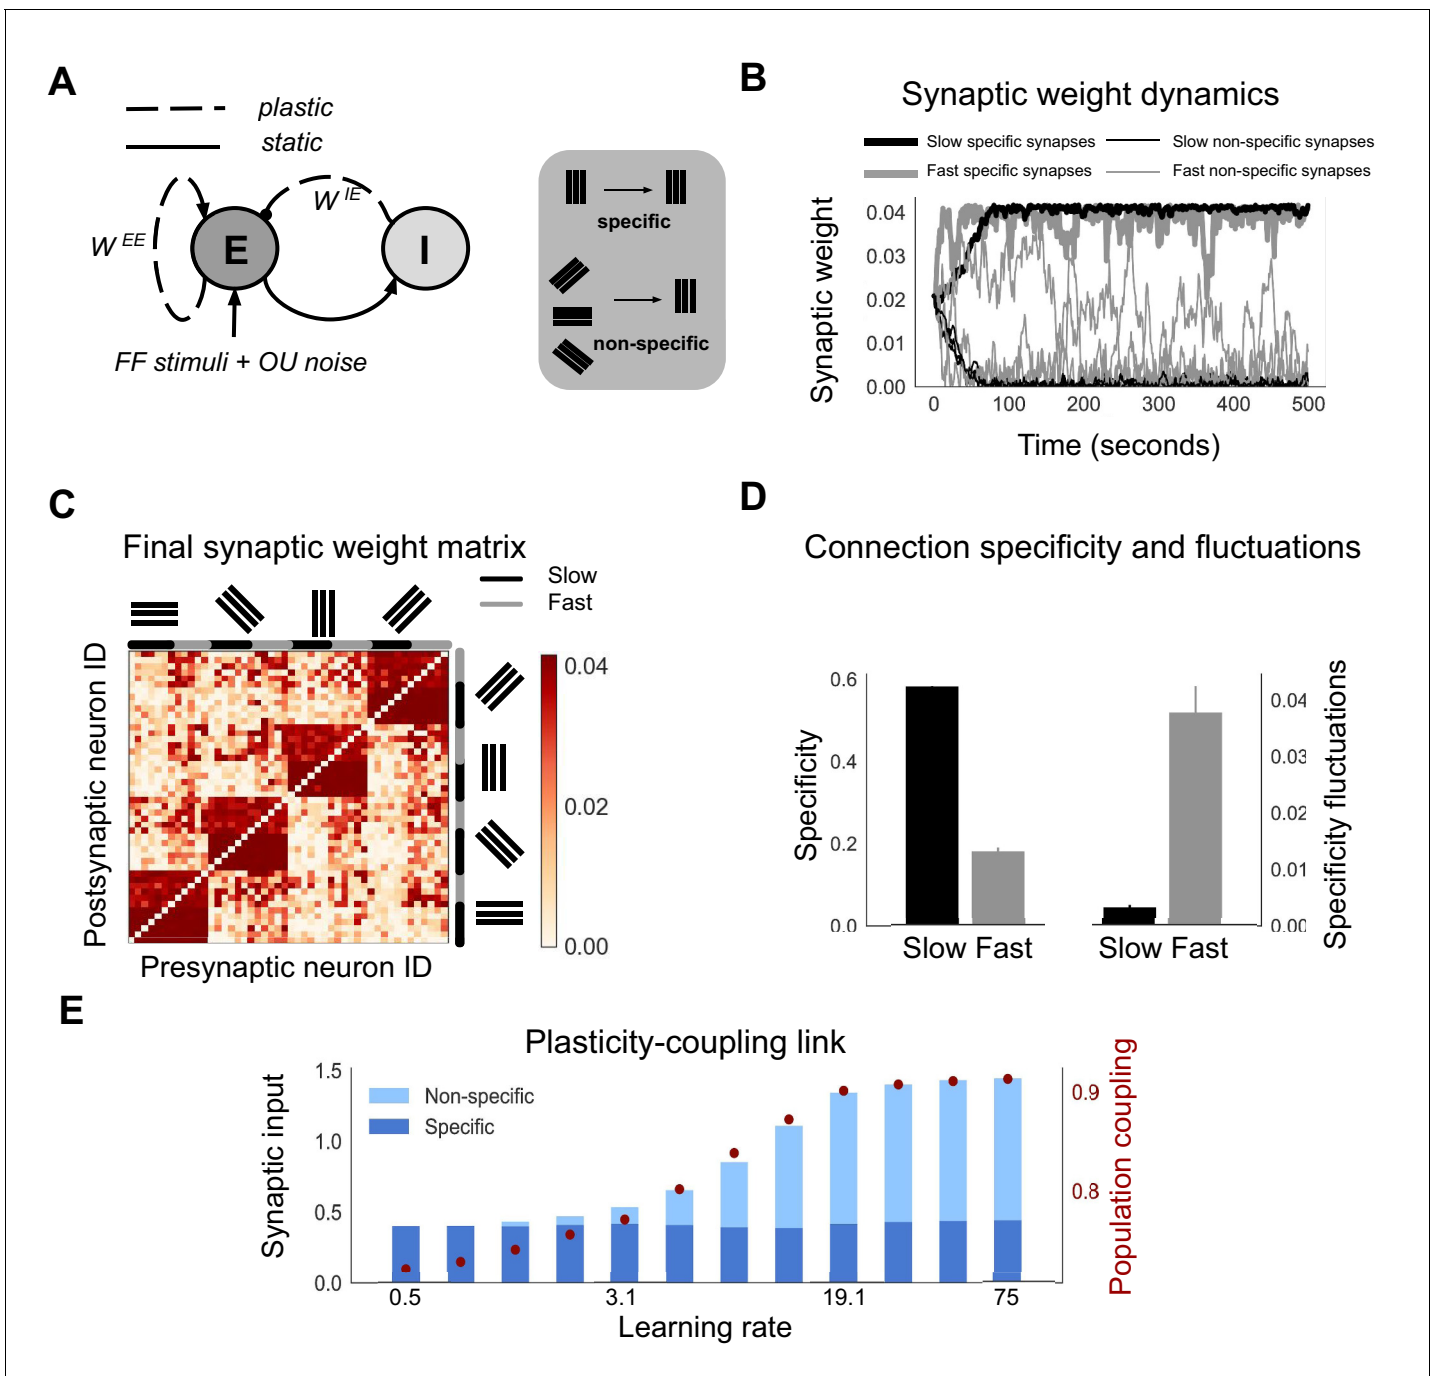 A
plastic
static
W IE
W EE
E
I
FF stimuli + OU noise
specific
non-specific
B
Synaptic weight dynamics
Slow specific synapses
Slow non-specific synapses
Fast specific synapses
Fast non-specific synapses
Synaptic weight
0.04
0.03
0.02
0.01
0.00
0
100
200
300
400
500
Time (seconds)
C
Final synaptic weight matrix
Slow
Fast
Postsynaptic neuron ID
Presynaptic neuron ID
0.04
0.02
0.00
D
Connection specificity and fluctuations
Specificity
0.6
0.4
0.2
0.0
Slow Fast
Slow Fast
0.04
0.03
0.02
0.01
0.00
Specificity fluctuations
E
Plasticity-coupling link
Synaptic input
1.5
1.0
0.5
0.0
Non-specific
Specific
0.9
0.8
Population coupling
0.5
3.1
19.1
75
Learning rate